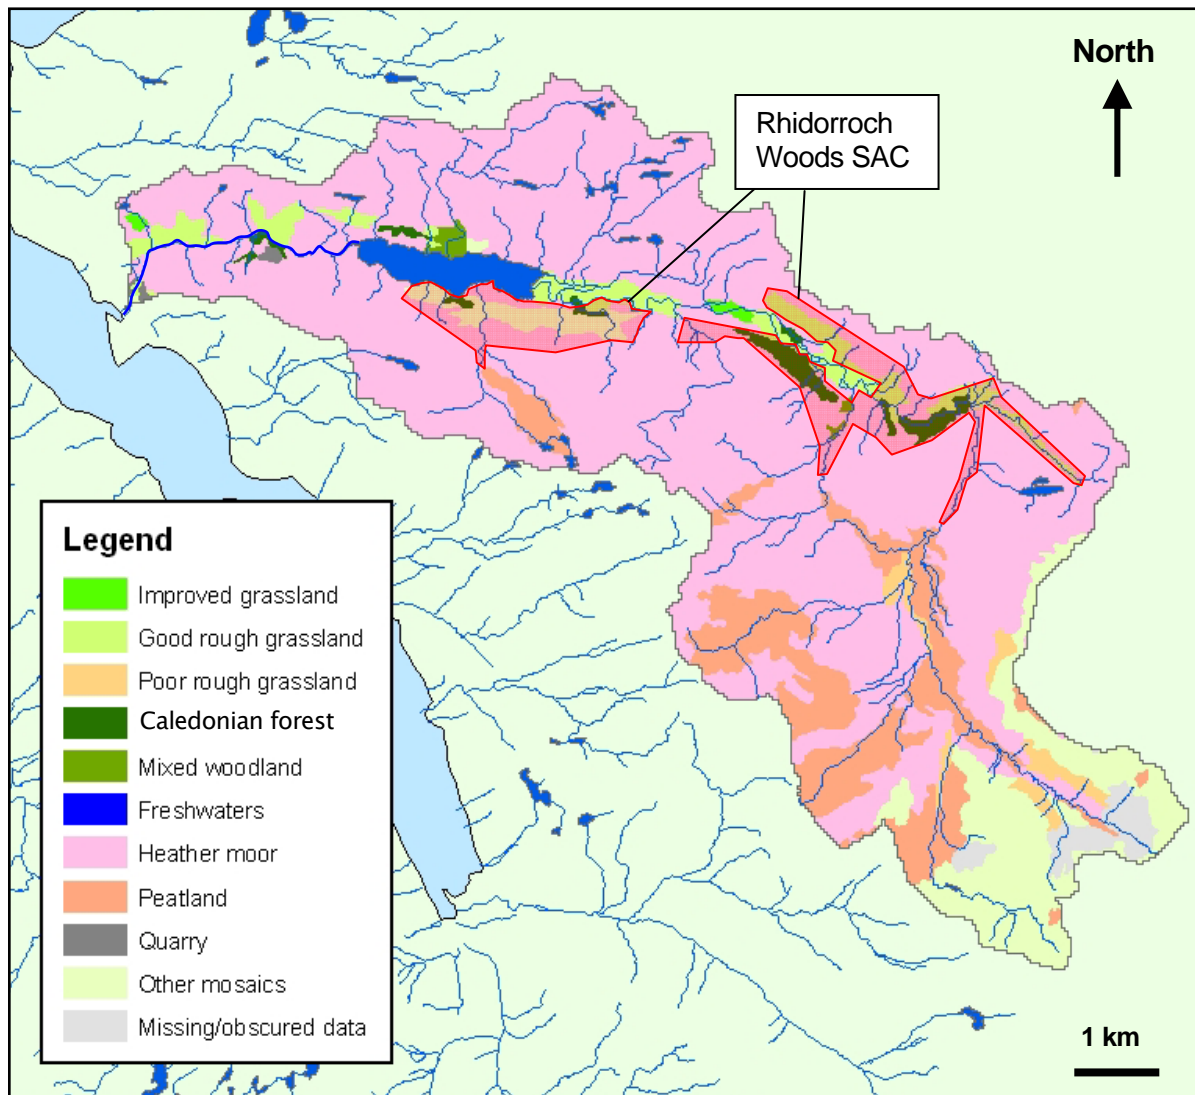 North
Rhidorroch
Woods SAC
Legend
Improved grassland
Good rough grassland
Poor rough grassland
Caledonian forest
Mixed woodland
Freshwaters
Heather moor
Peatland
Quarry
Other mosaics
Missing/obscured data
1 km